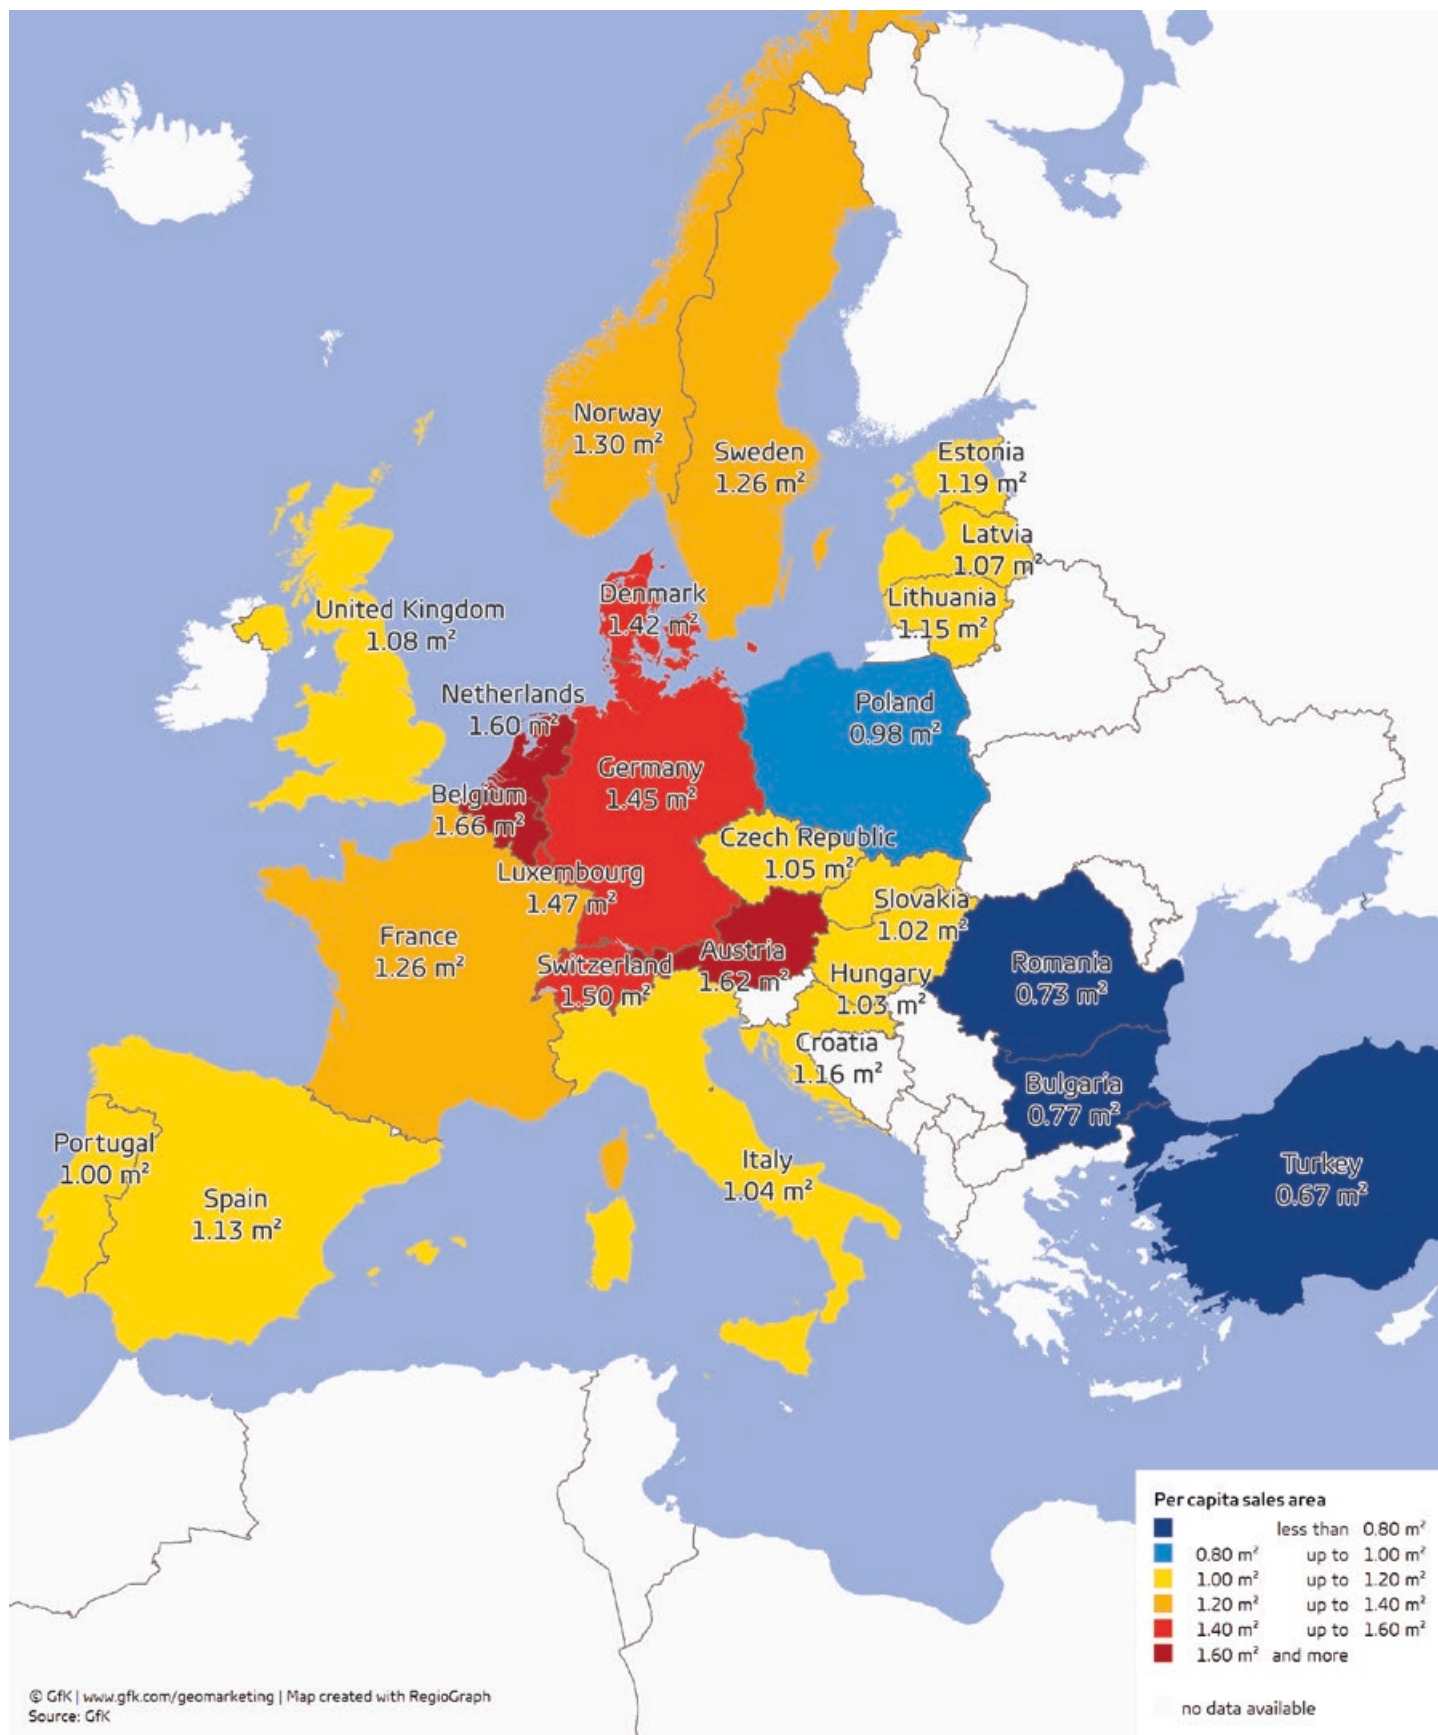 Norway
1.30 m²
Sweden
1.26 m²
Estonia
1.19 m²
Latvia
1.07 m²
Lithuania
1.15 m²
Denmark
1.42 m²
United Kingdom
1.08 m²
Netherlands
1.60 m²
Poland
0.98 m²
Germany
1.45 m²
Belgium
1.66 m²
Czech Republic
1.05 m²
Luxembourg
1.47 m²
Slovakia
1.02 m²
France
1.26 m²
Switzerland
1.50 m²
Austria
1.62 m²
Hungary
1.03 m²
Romania
0.73 m²
Croatia
1.16 m²
Bulgaria
0.77 m²
Portugal
1.00 m²
Spain
1.13 m²
Italy
1.04 m²
Turkey
0.67 m²
Per capita sales area
less than 0.80 m²
0.80 m² up to 1.00 m²
1.00 m² up to 1.20 m²
1.20 m² up to 1.40 m²
1.40 m² up to 1.60 m²
1.60 m² and more
no data available
© GfK | www.gfk.com/geomarketing | Map created with RegioGraph
Source: GfK